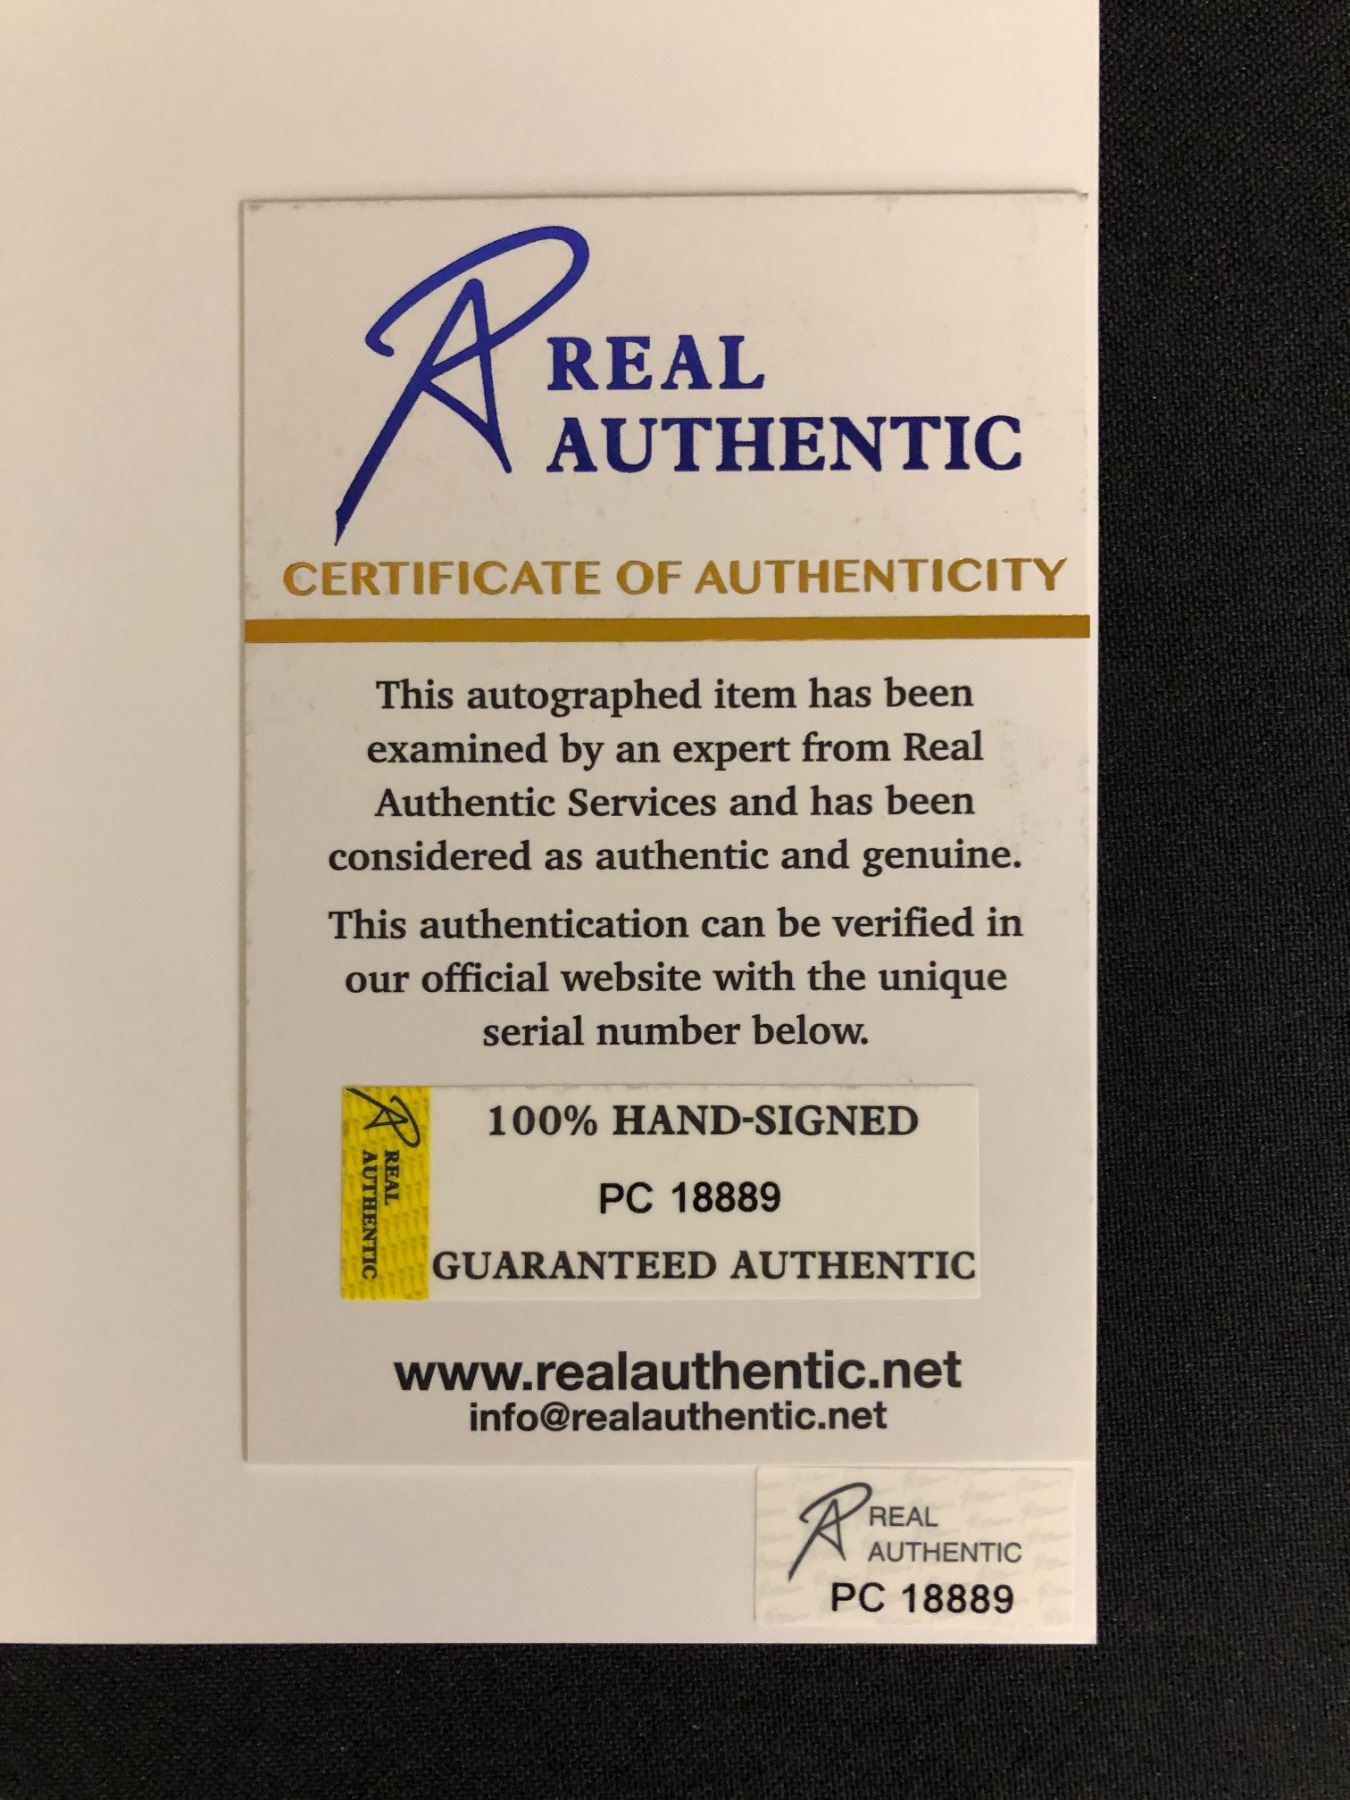 REAL
AUTHENTIC
CERTIFICATE OF AUTHENTICITY
This autographed item has been
examined by an expert from Real
Authentic Services and has been
considered as authentic and genuine.
This authentication can be verified in
our official website with the unique
serial number below.
REAL
AUTHENTIC
100% HAND-SIGNED
PC 18889
GUARANTEED AUTHENTIC
www.realauthentic.net
info@realauthentic.net
REAL
AUTHENTIC
PC 18889